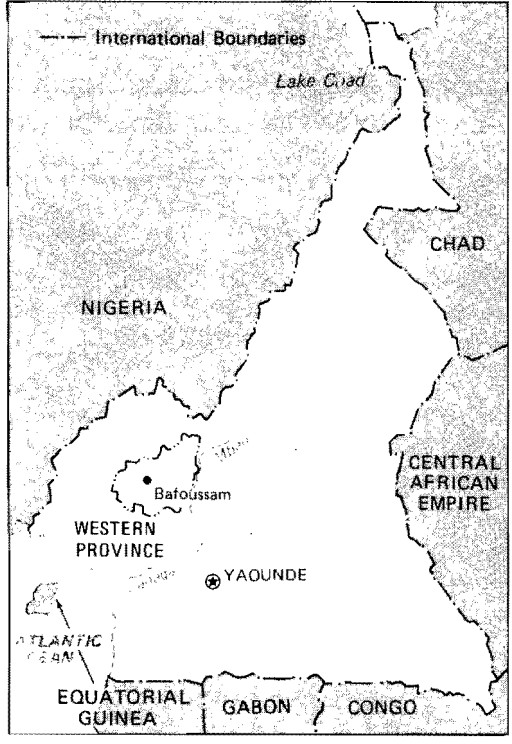 International Boundaries
Lake Chad
CHAD
NIGERIA
CENTRAL
AFRICAN
EMPIRE
Bafoussam
WESTERN
PROVINCE
YAOUNDE
ATLANTIC
EQUATORIAL
GUINEA
GABON
CONGO